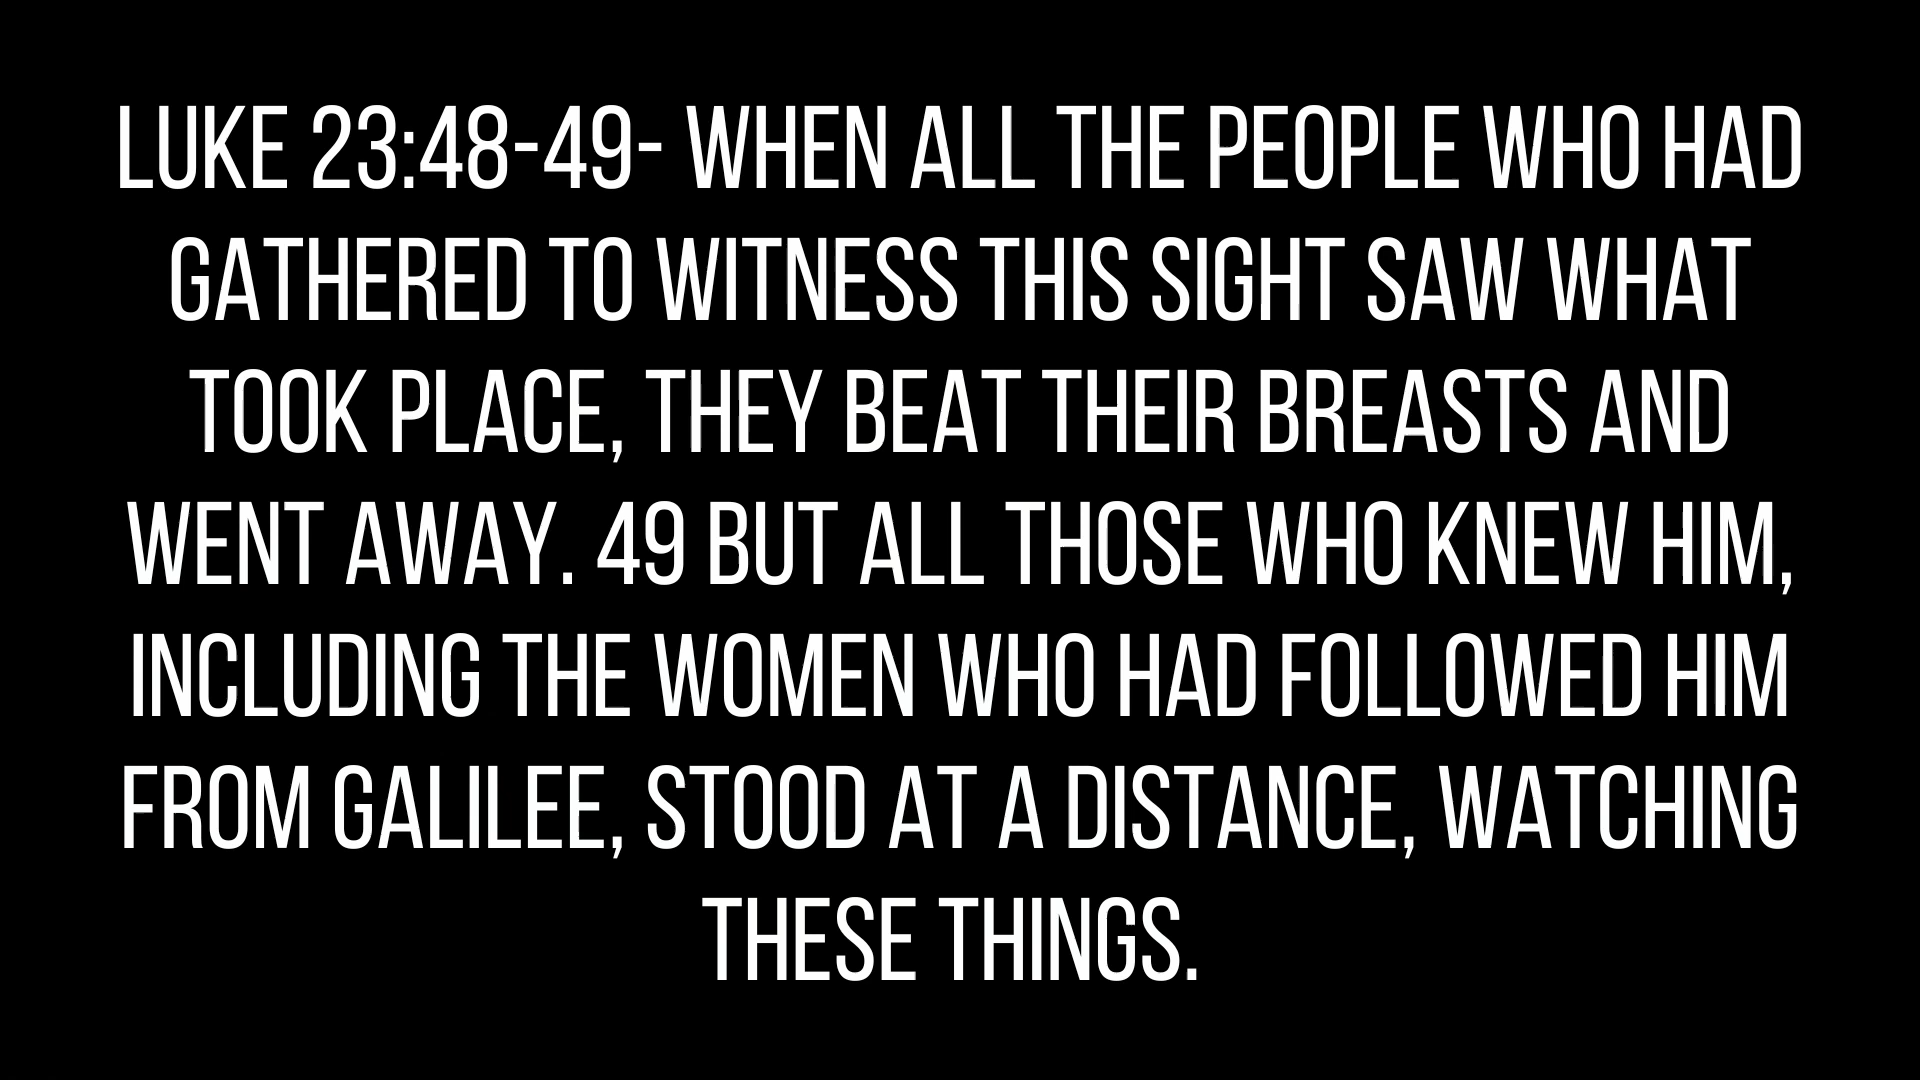 LUKE 23:48-49- WHEN ALL THE PEOPLE WHO HAD
GATHERED TO WITNESS THIS SIGHT SAW WHAT
TOOK PLACE, THEY BEAT THEIR BREASTS AND
WENT AWAY. 49 BUT ALL THOSE WHO KNEW HIM,
INCLUDING THE WOMEN WHO HAD FOLLOWED HIM
FROM GALILEE, STOOD AT A DISTANCE, WATCHING
THESE THINGS.